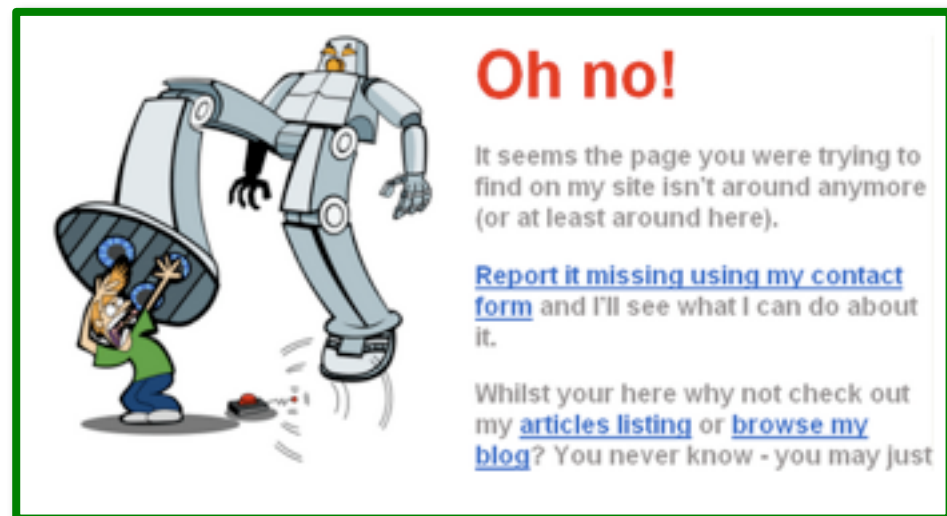 Oh no!
It seems the page you were trying to
find on my site isn't around anymore
(or at least around here).
Report it missing using my contact
form and I'll see what I can do about
it.
Whilst your here why not check out
my articles listing or browse my
blog? You never know - you may just